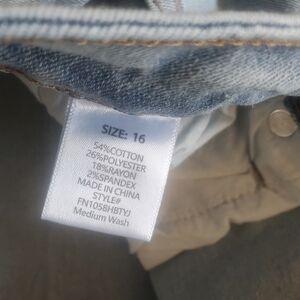 SIZE: 16
54%COTTON
26%POLYESTER
18%RAYON
2%SPANDEX
MADE IN CHINA
STYLE#
FN1058HBTYJ
Medium Wash